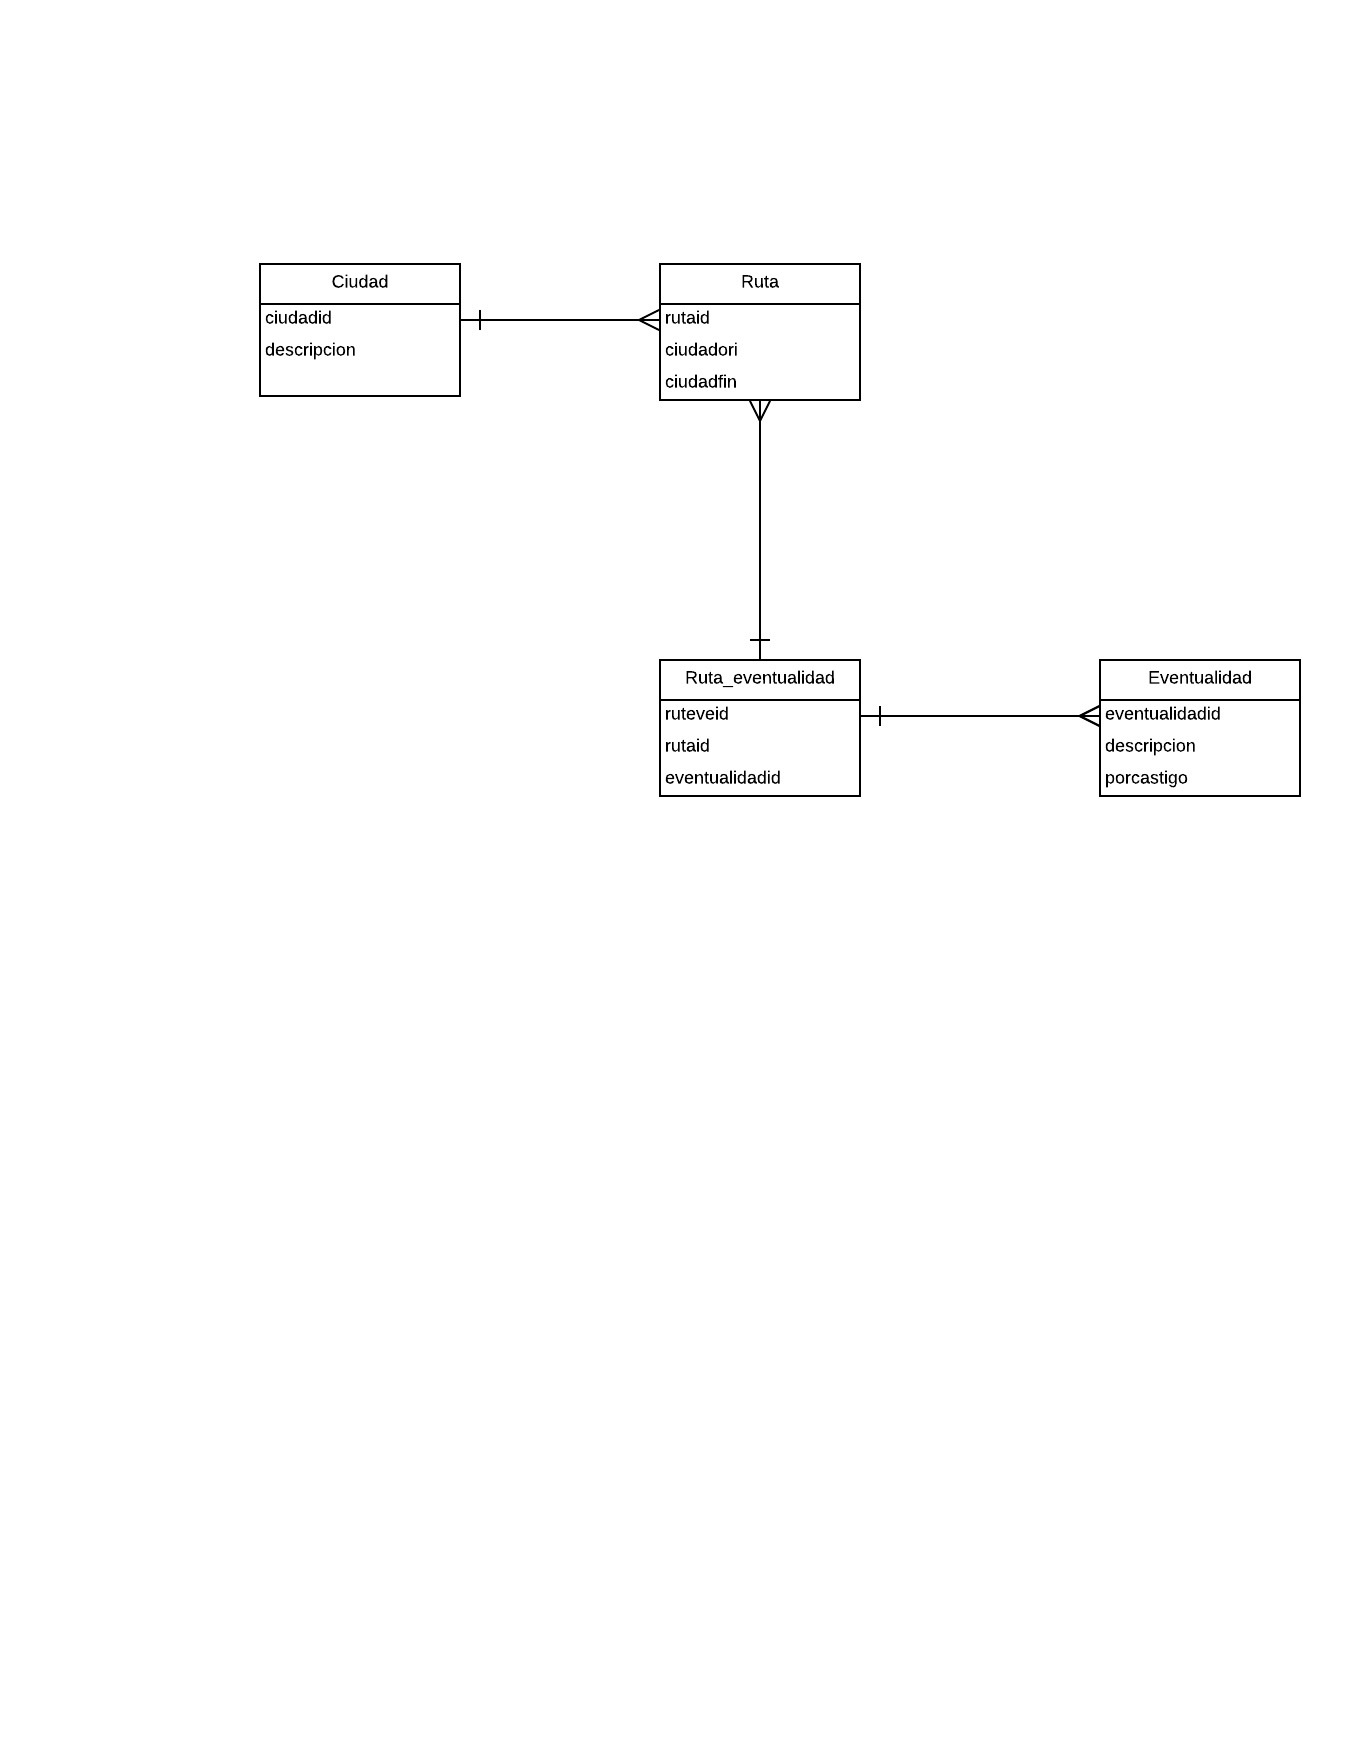 Ciudad
ciudadid
descripcion
Ruta
rutaid
ciudadori
ciudadfin
Ruta_eventualidad
ruteveid
rutaid
eventualidadid
Eventualidad
eventualidadid
descripcion
porcastigo